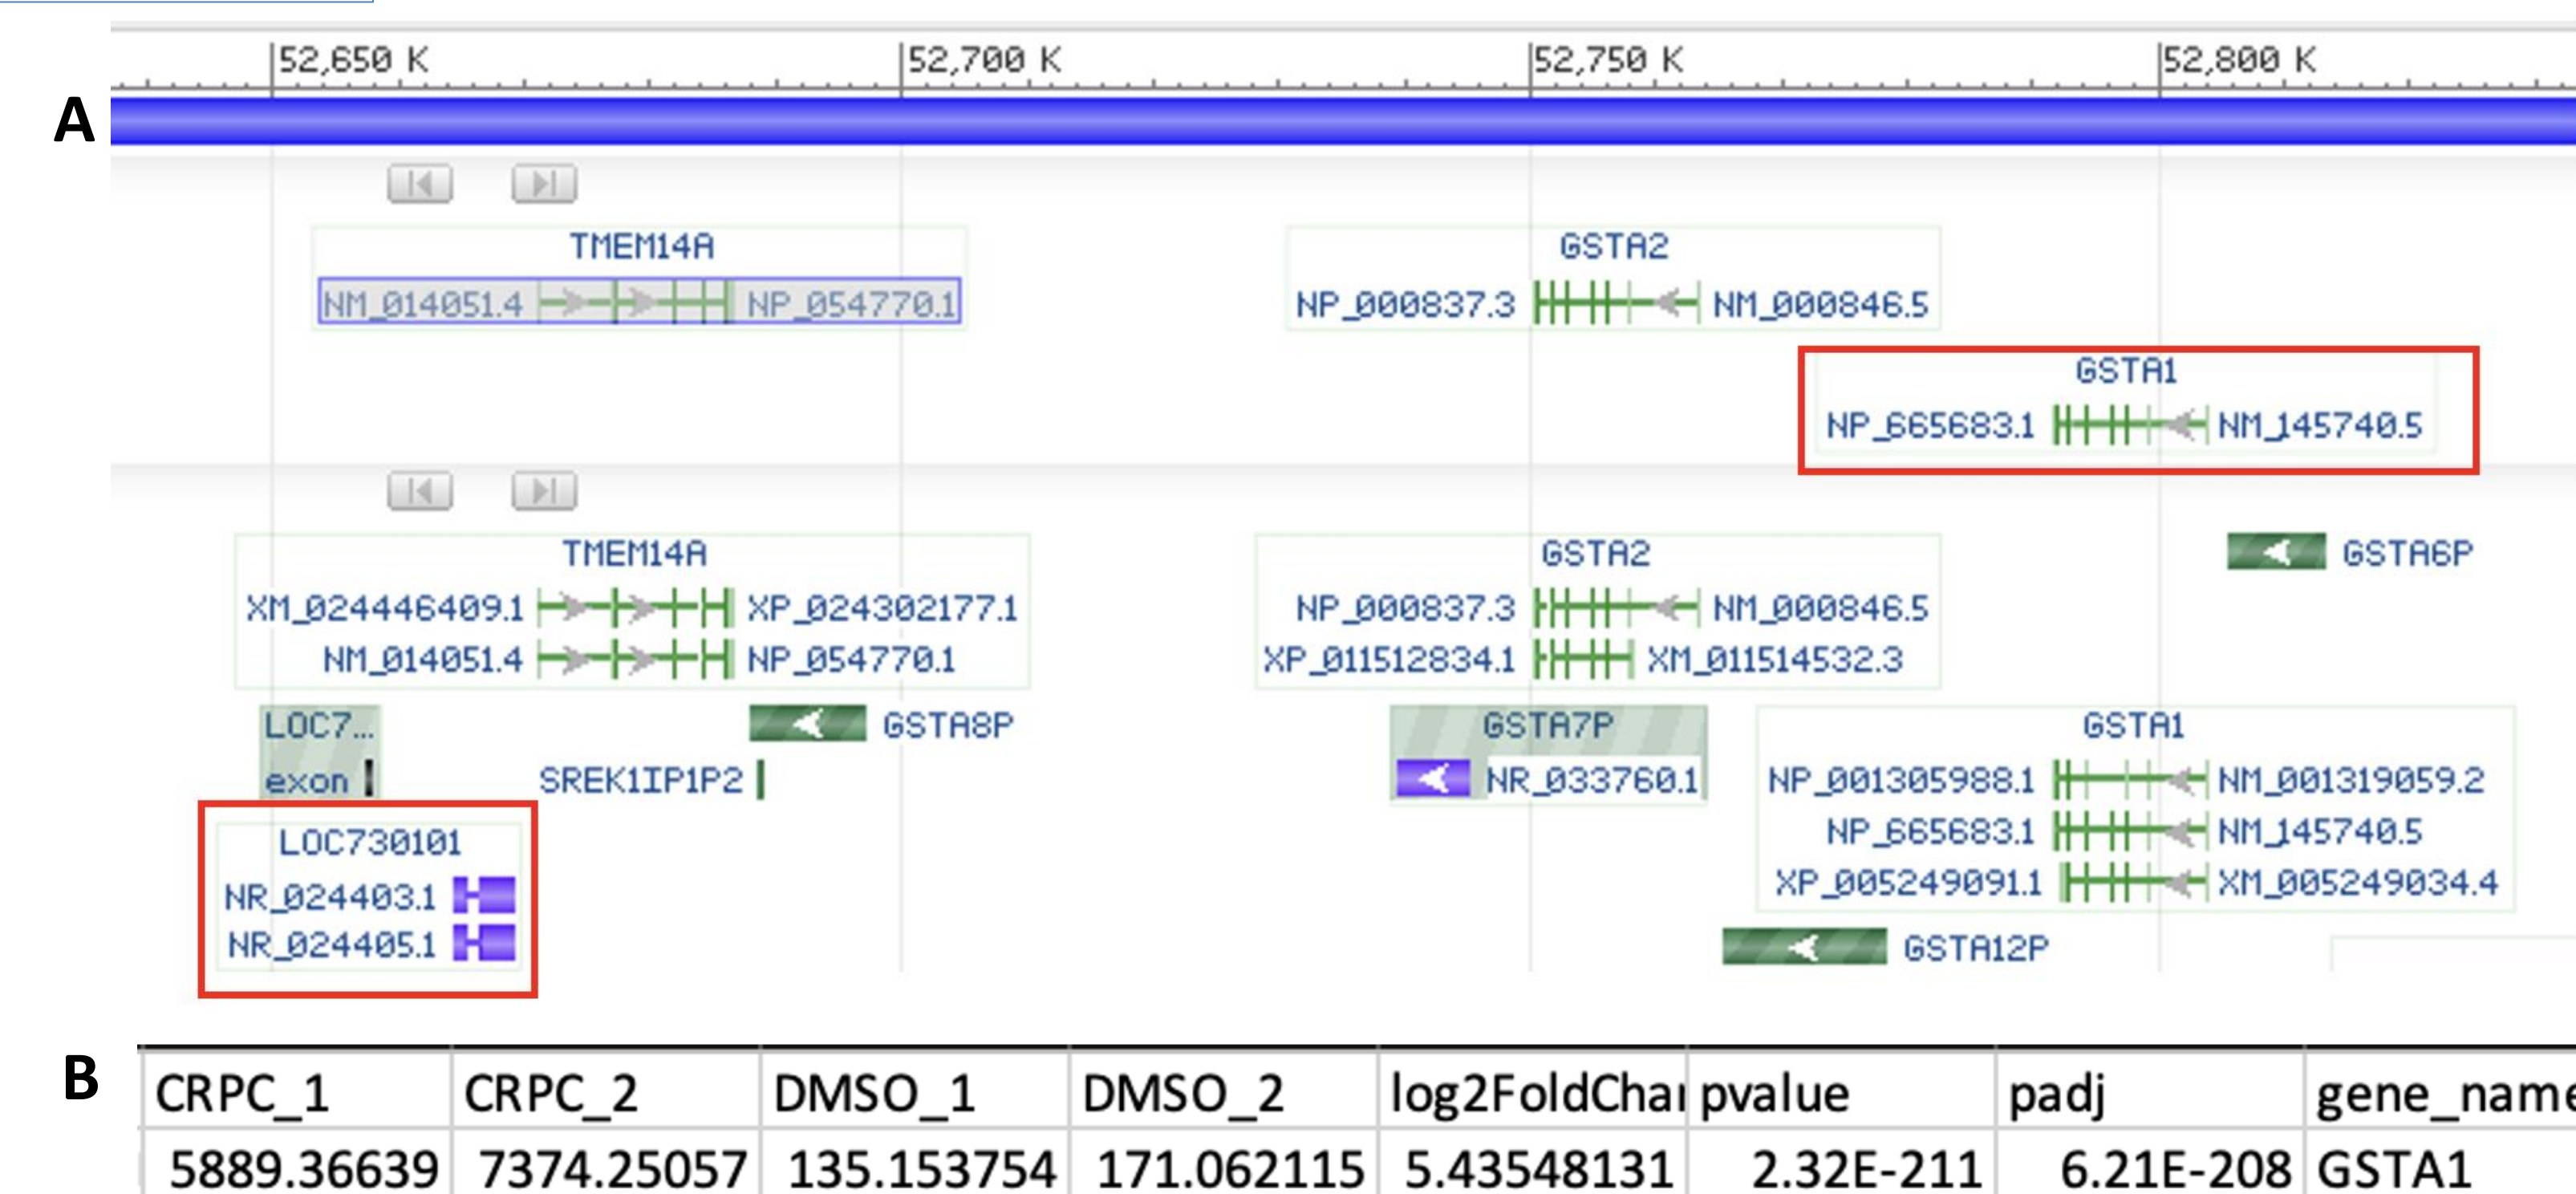 52,650 K 52,700 K 52,750 K 52,800 K
A
TMEM14A GSTA2
NM_014051.4 NP_054770.1 NP_000837.3 NM_000846.5
GSTA1
NP_665683.1 NM_145740.5
TMEM14A GSTA2 GSTA6P
XM_024446409.1 XP_024302177.1 NP_000837.3 NM_000846.5
NM_014051.4 NP_054770.1 XP_011512834.1 XM_011514532.3
LOC7... GSTA8P GSTA7P GSTA1
exon SREK1IP1P2 NR_033760.1 NP_001305988.1 NM_001319059.2
LOC730101 NP_665683.1 NM_145740.5
NR_024403.1 XP_005249091.1 XM_005249034.4
NR_024405.1 GSTA12P
B
CRPC_1 CRPC_2 DMSO_1 DMSO_2 log2FoldChar pvalue padj gene_name
5889.36639 7374.25057 135.153754 171.062115 5.43548131 2.32E-211 6.21E-208 GSTA1